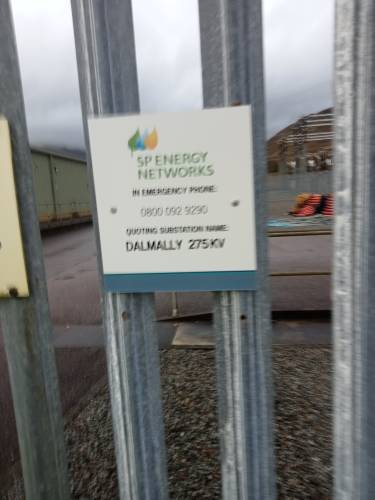 SP ENERGY
NETWORKS
IN EMERGENCY PHONE:
0800 092 9290
QUOTING SUBSTATION NAME:
DALMALLY 275KV